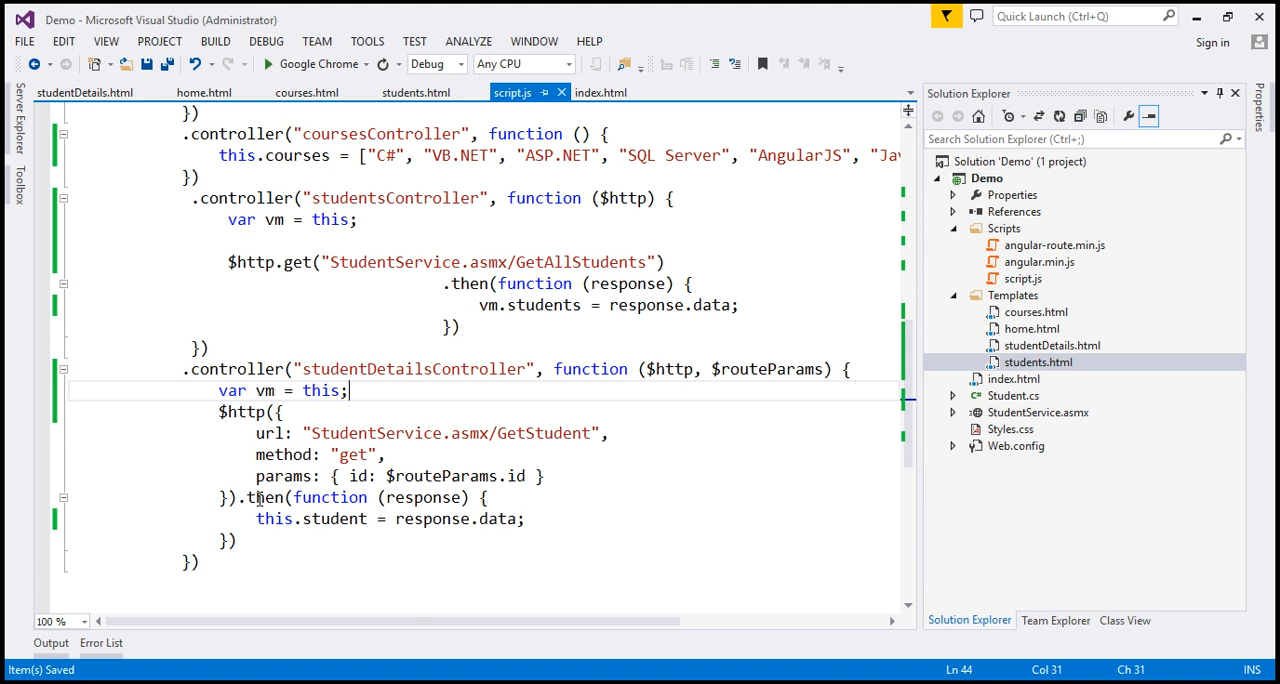 Demo - Microsoft Visual Studio (Administrator)
Quick Launch (Ctrl+Q)
FILE EDIT VIEW PROJECT BUILD DEBUG TEAM TOOLS TEST ANALYZE WINDOW HELP
Sign in
Google Chrome Debug Any CPU
studentDetails.html home.html courses.html students.html script.js index.html
Server Explorer
Toolbox
})
.controller("coursesController", function () {
this.courses = ["C#", "VB.NET", "ASP.NET", "SQL Server", "AngularJS", "Jav
})
.controller("studentsController", function ($http) {
var vm = this;
$http.get("StudentService.asmx/GetAllStudents")
.then(function (response) {
vm.students = response.data;
})
})
.controller("studentDetailsController", function ($http, $routeParams) {
var vm = this;
$http({
url: "StudentService.asmx/GetStudent",
method: "get",
params: { id: $routeParams.id }
}).then(function (response) {
this.student = response.data;
})
})
100 %
Solution Explorer
Search Solution Explorer (Ctrl+;)
Solution 'Demo' (1 project)
Demo
Properties
References
Scripts
angular-route.min.js
angular.min.js
script.js
Templates
courses.html
home.html
studentDetails.html
students.html
index.html
Student.cs
StudentService.asmx
Styles.css
Web.config
Solution Explorer Team Explorer Class View
Properties
Output Error List
Item(s) Saved Ln 44 Col 31 Ch 31 INS